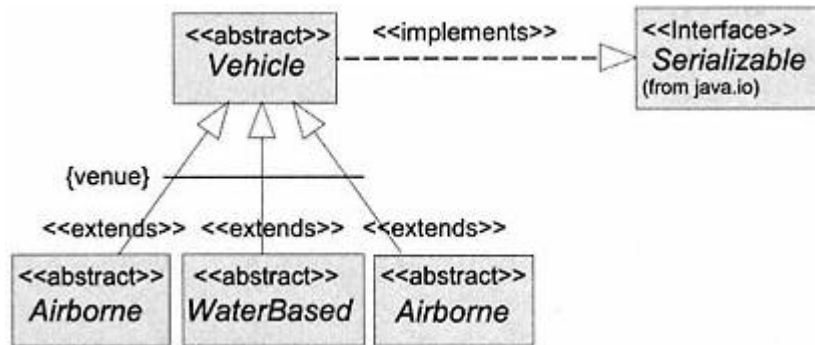 <<abstract>>
Vehicle
<<implements>>
<<Interface>>
Serializable
(from java.io)
{venue}
<<extends>>
<<extends>>
<<extends>>
<<abstract>>
Airborne
<<abstract>>
WaterBased
<<abstract>>
Airborne